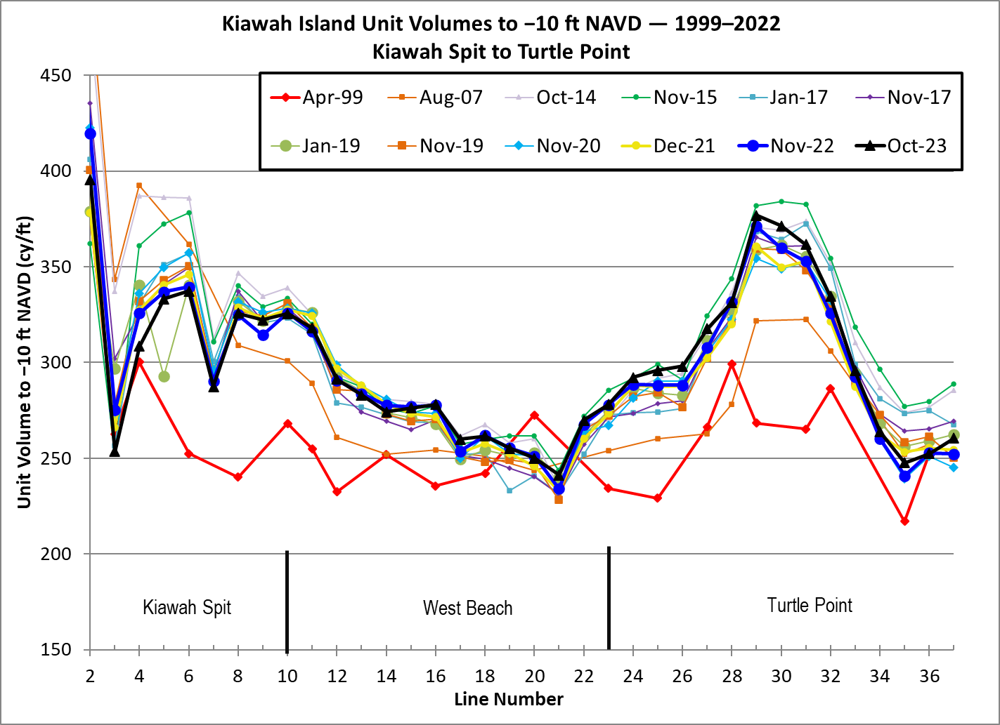 Kiawah Island Unit Volumes to −10 ft NAVD — 1999–2022
Kiawah Spit to Turtle Point
Apr-99 Aug-07 Oct-14 Nov-15 Jan-17 Nov-17
Jan-19 Nov-19 Nov-20 Dec-21 Nov-22 Oct-23
Unit Volume to −10 ft NAVD (cy/ft)
450
400
350
300
250
200
150
Kiawah Spit West Beach Turtle Point
2 4 6 8 10 12 14 16 18 20 22 24 26 28 30 32 34 36
Line Number